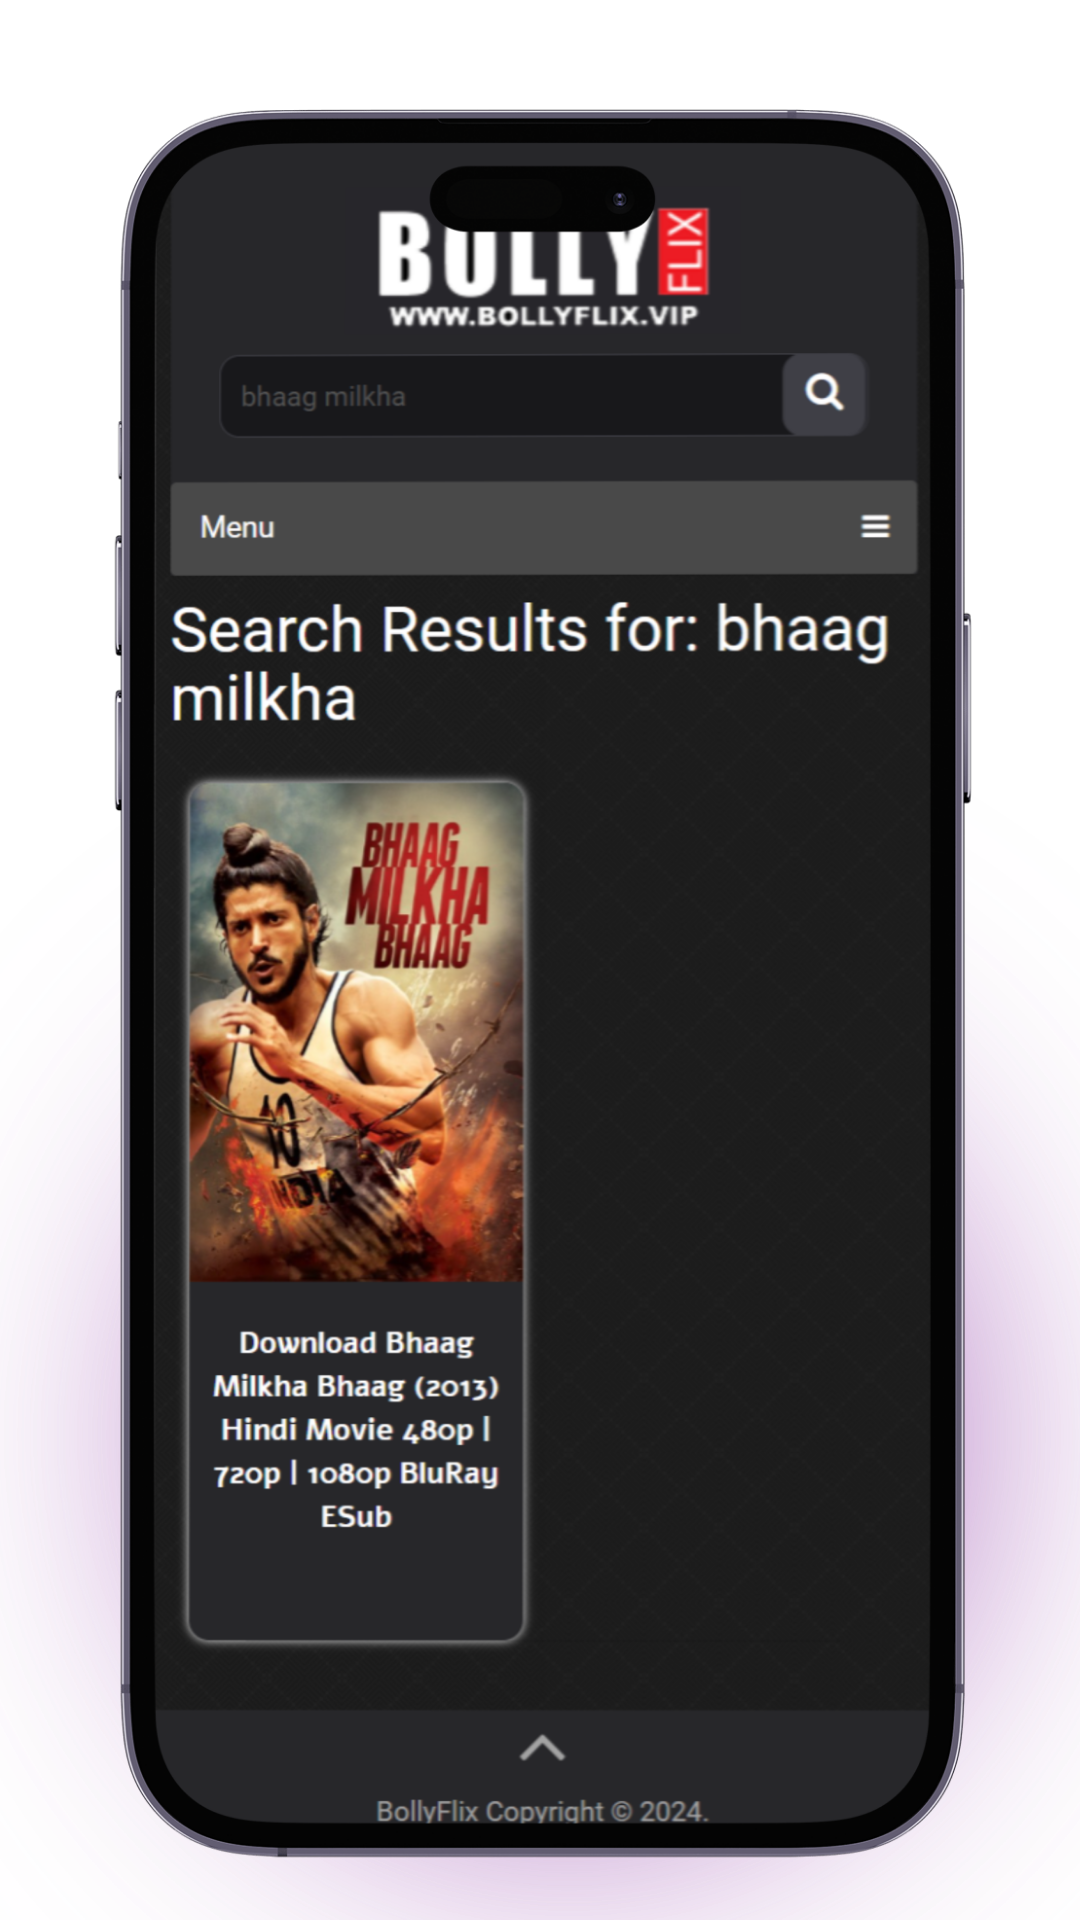 BOLLY FLIX
WWW.BOLLYFLIX.VIP
bhaag milkha
Menu
Search Results for: bhaag
milkha
BHAAG
MILKHA
BHAAG
10
INDIA
Download Bhaag
Milkha Bhaag (2013)
Hindi Movie 480p |
720p | 1080p BluRay
ESub
BollyFlix Copyright © 2024.